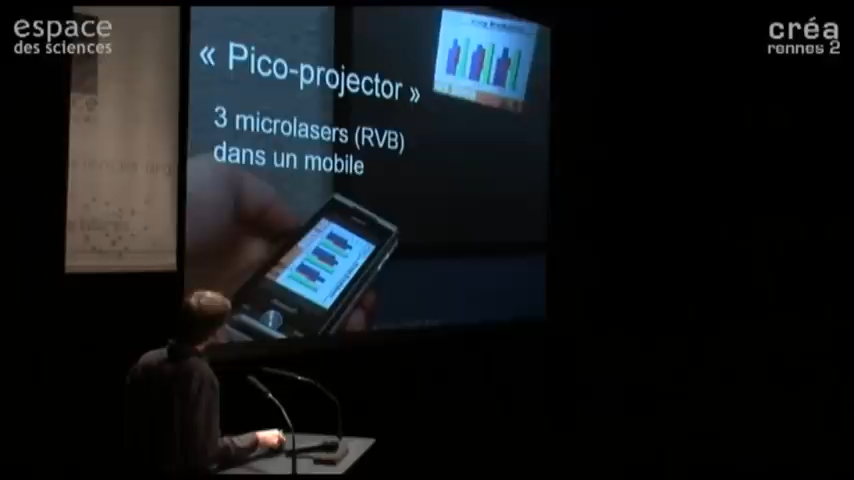 espace
des sciences
créa
rennes 2
« Pico-projector »
3 microlasers (RVB)
dans un mobile